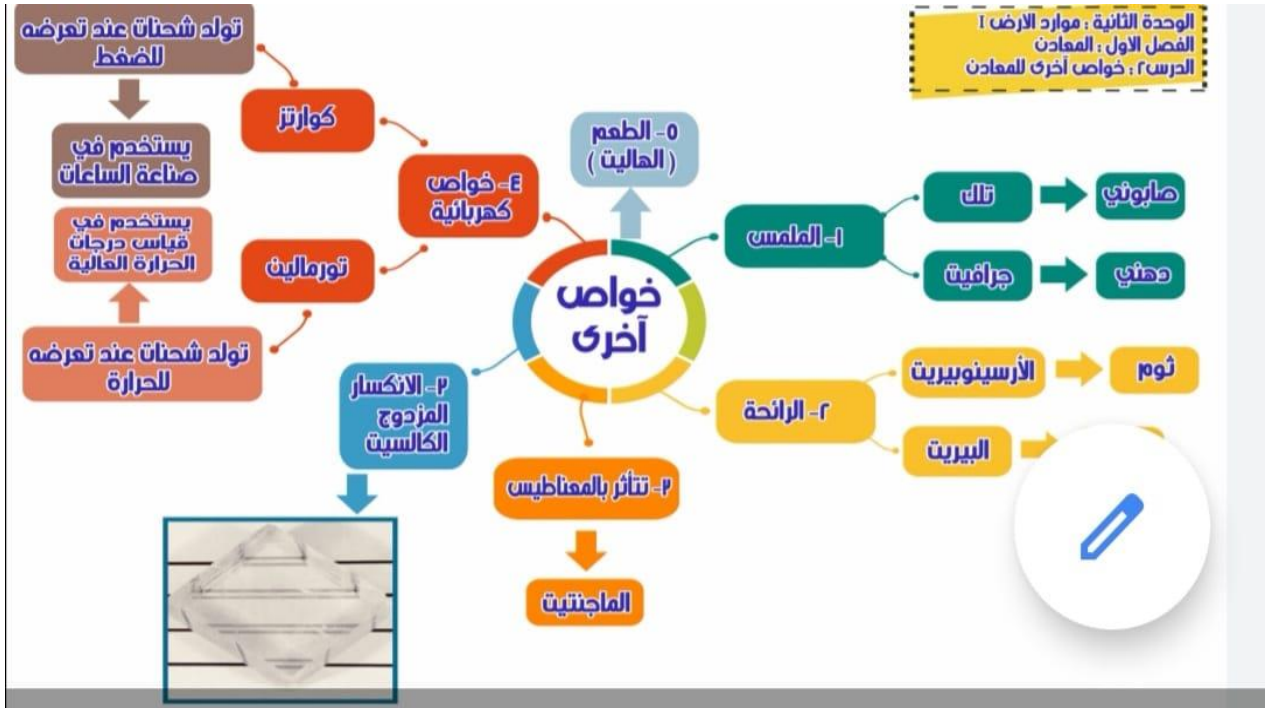 الوحدة الثانية : موارد الارض I
الفصل الاول : المعادن
الدرس٢ : خواص آخرى للمعادن
خواص
آخرى
١- الملمس
تلك
صابوني
جرافيت
دهني
٢- الرائحة
الأرسينوبيريت
ثوم
البيريت
٣- تتأثر بالمعناطيس
الماجنتيت
٣- الانكسار
المزدوج
الكالسيت
٤- خواص
كهربائية
كوارتز
تولد شحنات عند تعرضه
للضغط
يستخدم في
صناعة الساعات
تورمالين
تولد شحنات عند تعرضه
للحرارة
يستخدم في
قياس درجات
الحرارة العالية
٥- الطعم
( الهاليت )